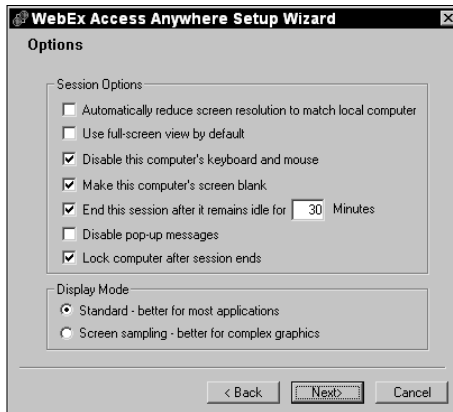 WebEx Access Anywhere Setup Wizard
Options
Session Options
Automatically reduce screen resolution to match local computer
Use full-screen view by default
Disable this computer's keyboard and mouse
Make this computer's screen blank
End this session after it remains idle for 30 Minutes
Disable pop-up messages
Lock computer after session ends
Display Mode
Standard - better for most applications
Screen sampling - better for complex graphics
< Back Next> Cancel